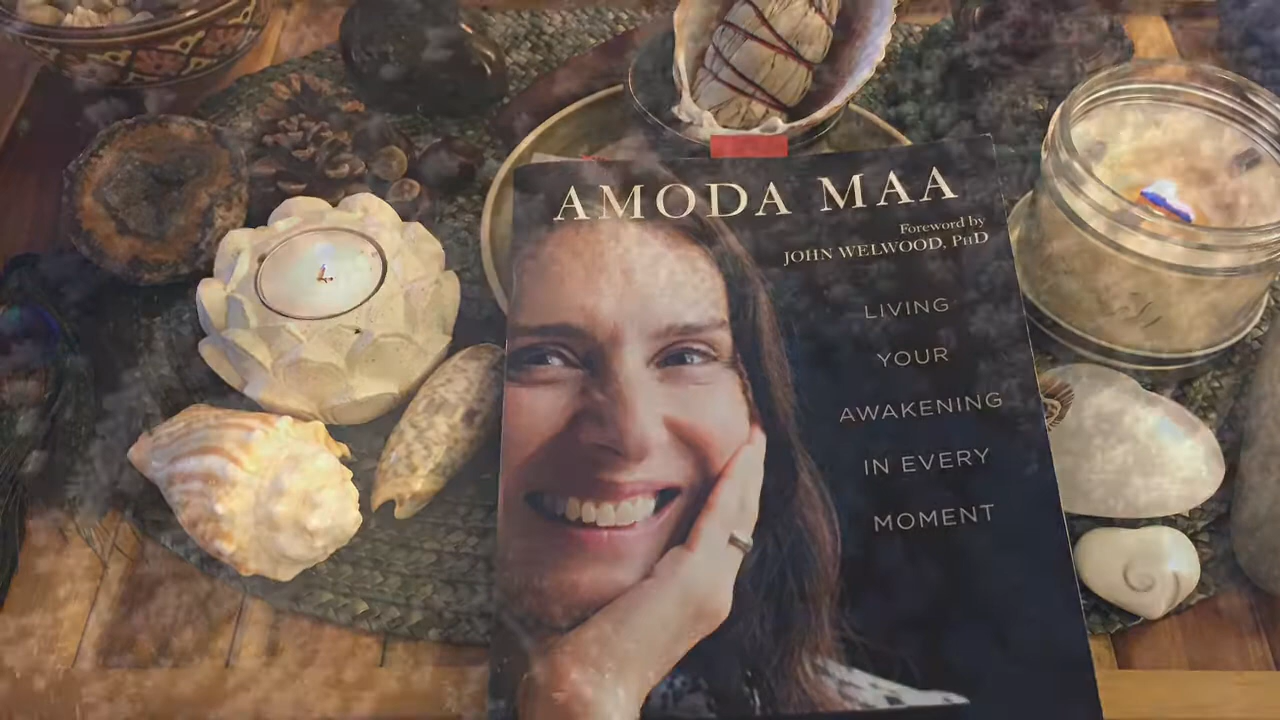 AMODA MAA
Foreword by
JOHN WELWOOD, PHD
LIVING
YOUR
AWAKENING
IN EVERY
MOMENT